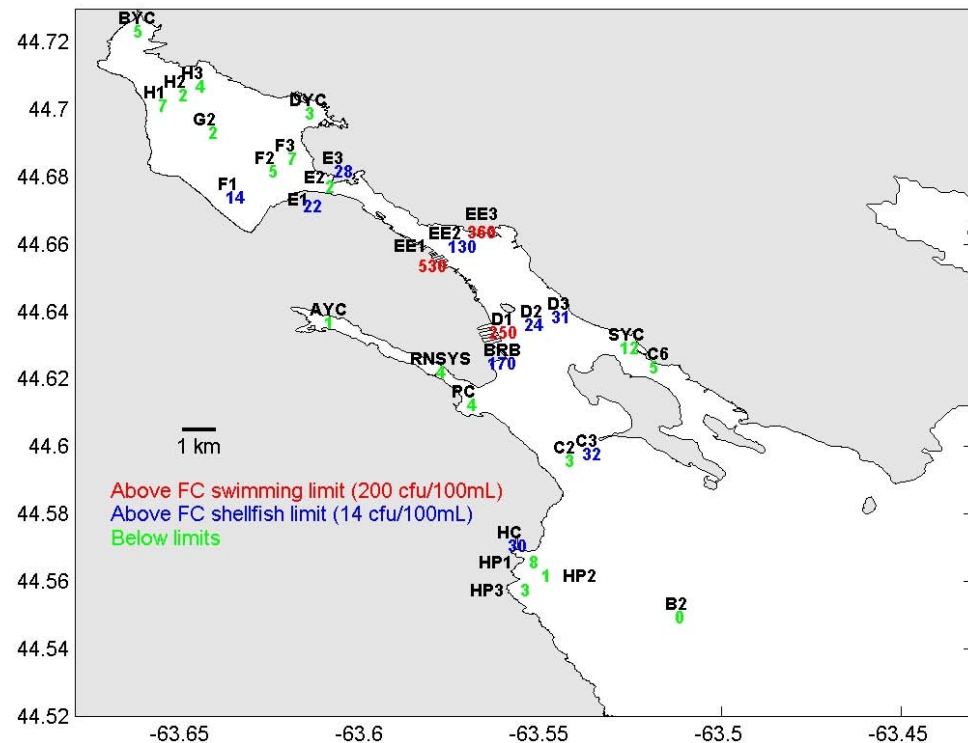 BYC
44.72
5
H3
H2
4
H1
2
7
44.7
DYC
3
G2
2
F3
7
F2
5
E3
28
44.68
E2
2
F1
14
E1
22
EE3
360
EE2
130
44.66
EE1
530
44.64
AYC
1
D3
31
D2
24
D1
250
SYC
12
BRB
170
C6
5
44.62
RNSYS
4
PC
4
1 km
44.6
C3
32
C2
3
Above FC swimming limit (200 cfu/100mL)
Above FC shellfish limit (14 cfu/100mL)
Below limits
44.58
HC
30
HP1
8
44.56
1
HP2
HP3
3
B2
0
44.54
44.52
-63.65
-63.6
-63.55
-63.5
-63.45